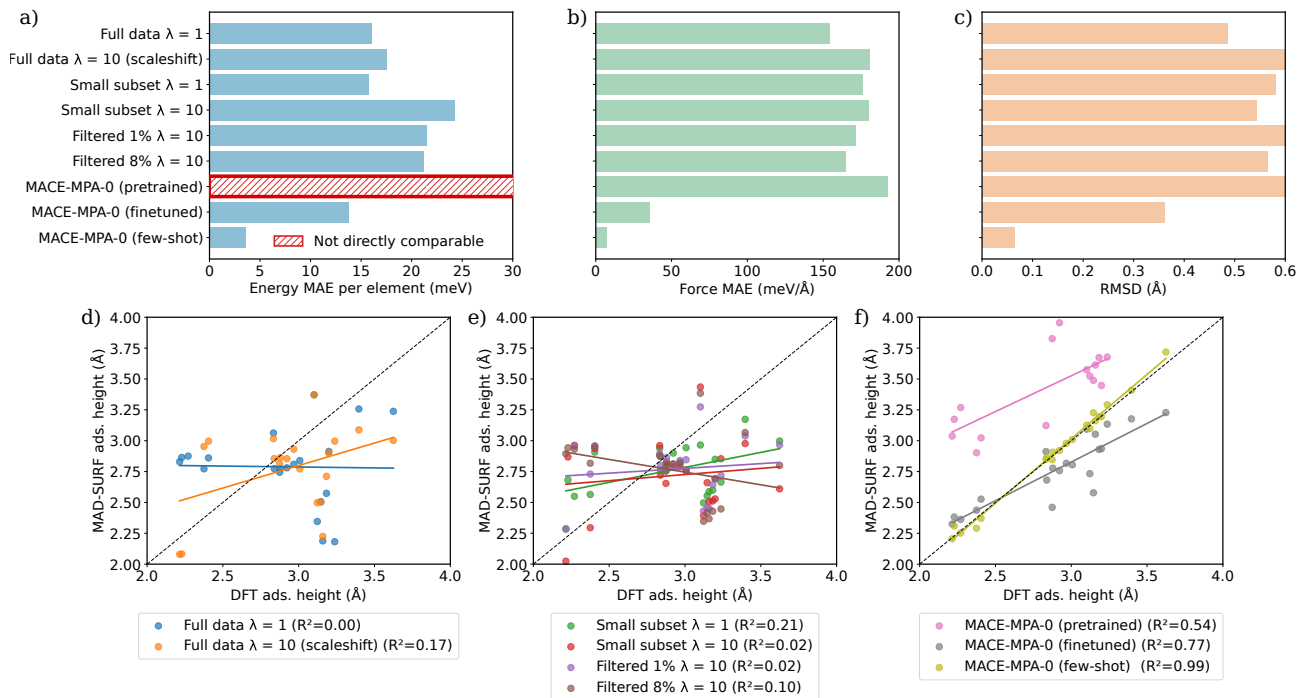 a)
Full data λ = 1
Full data λ = 10 (scaleshift)
Small subset λ = 1
Small subset λ = 10
Filtered 1% λ = 10
Filtered 8% λ = 10
MACE-MPA-0 (pretrained)
MACE-MPA-0 (finetuned)
MACE-MPA-0 (few-shot)
Not directly comparable
0 5 10 15 20 25 30
Energy MAE per element (meV)
b)
0 50 100 150 200
Force MAE (meV/Å)
c)
0.0 0.1 0.2 0.3 0.4 0.5 0.6
RMSD (Å)
d)
MAD-SURF ads. height (Å)
4.00
3.75
3.50
3.25
3.00
2.75
2.50
2.25
2.00
2.0 2.5 3.0 3.5 4.0
DFT ads. height (Å)
Full data λ = 1 (R²=0.00)
Full data λ = 10 (scaleshift) (R²=0.17)
e)
MAD-SURF ads. height (Å)
4.00
3.75
3.50
3.25
3.00
2.75
2.50
2.25
2.00
2.0 2.5 3.0 3.5 4.0
DFT ads. height (Å)
Small subset λ = 1 (R²=0.21)
Small subset λ = 10 (R²=0.02)
Filtered 1% λ = 10 (R²=0.02)
Filtered 8% λ = 10 (R²=0.10)
f)
MAD-SURF ads. height (Å)
4.00
3.75
3.50
3.25
3.00
2.75
2.50
2.25
2.00
2.0 2.5 3.0 3.5 4.0
DFT ads. height (Å)
MACE-MPA-0 (pretrained) (R²=0.54)
MACE-MPA-0 (finetuned) (R²=0.77)
MACE-MPA-0 (few-shot) (R²=0.99)